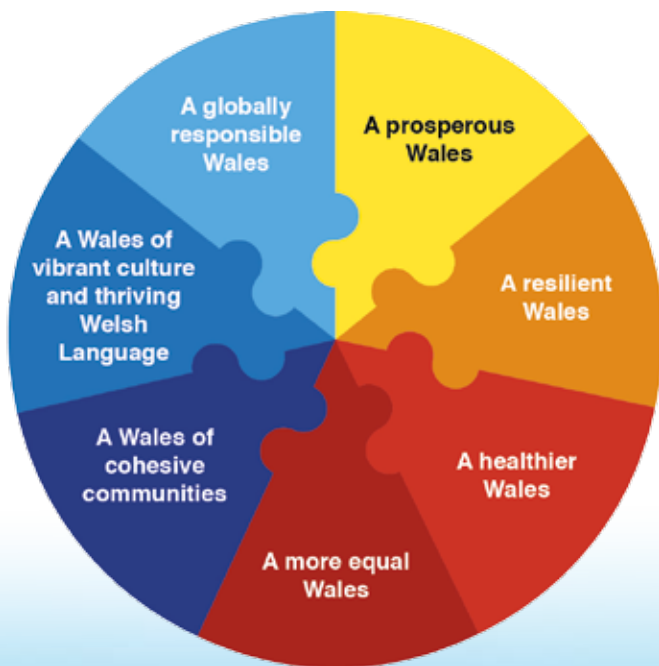 A prosperous
Wales
A resilient
Wales
A healthier
Wales
A more equal
Wales
A Wales of
cohesive
communities
A Wales of
vibrant culture
and thriving
Welsh
Language
A globally
responsible
Wales